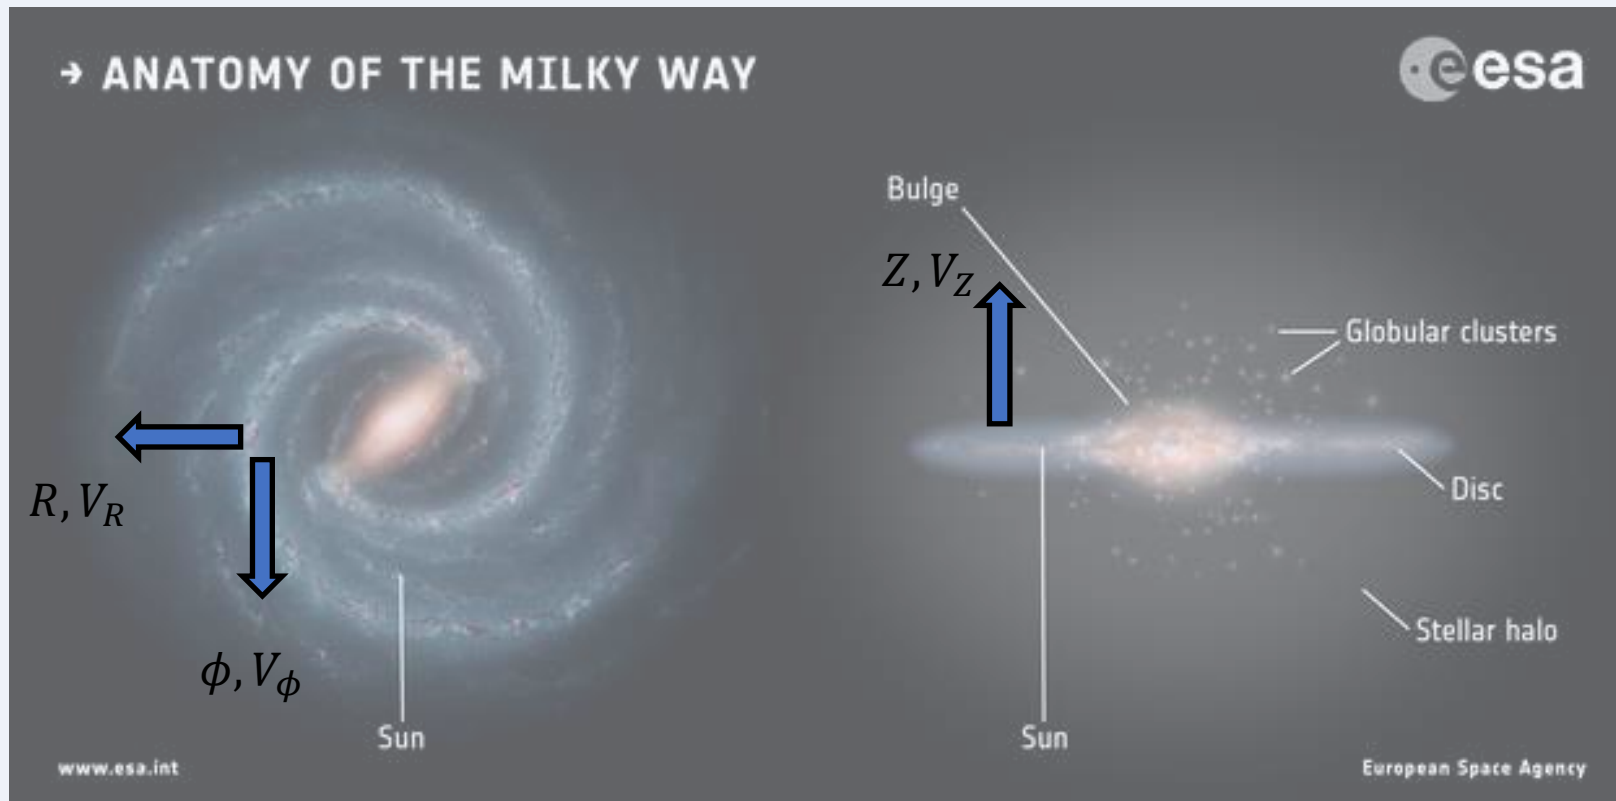 → ANATOMY OF THE MILKY WAY
esa
Bulge
Z, V_Z
Globular clusters
R, V_R
Disc
ϕ, V_ϕ
Stellar halo
Sun
Sun
www.esa.int
European Space Agency